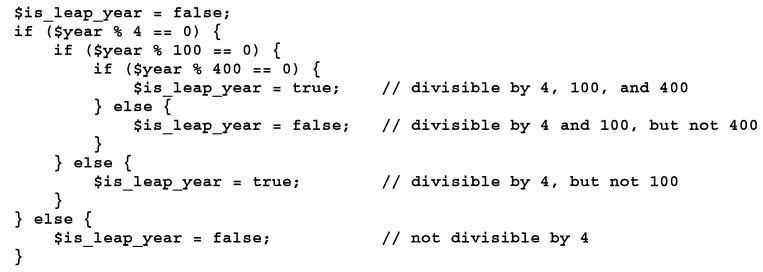 $is_leap_year = false;
if ($year % 4 == 0) {
    if ($year % 100 == 0) {
        if ($year % 400 == 0) {
            $is_leap_year = true;    // divisible by 4, 100, and 400
        } else {
            $is_leap_year = false;   // divisible by 4 and 100, but not 400
        }
    } else {
        $is_leap_year = true;        // divisible by 4, but not 100
    }
} else {
    $is_leap_year = false;           // not divisible by 4
}